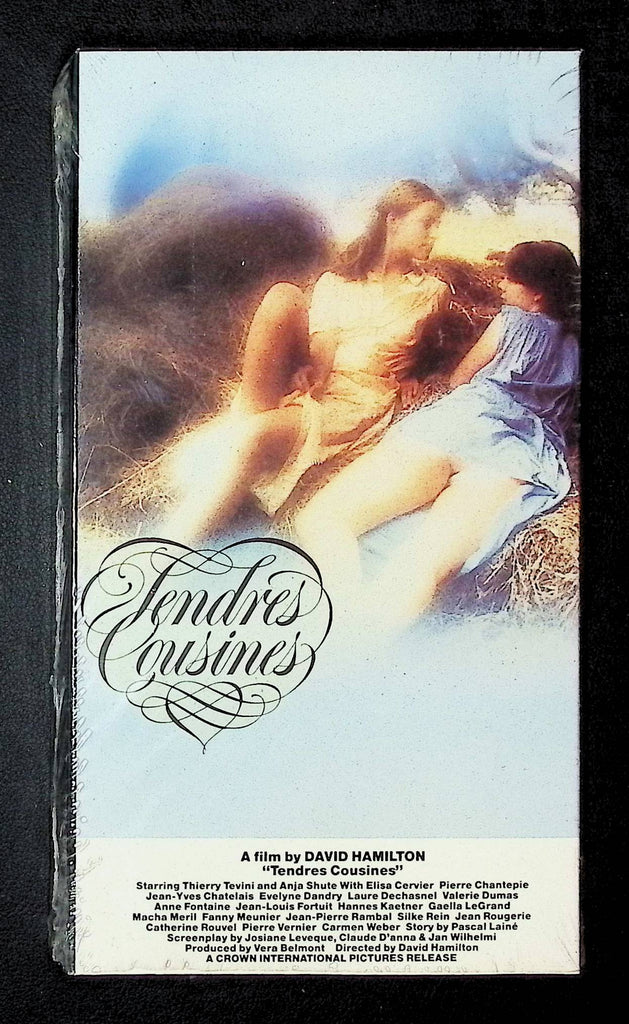 Tendres
Cousines
A film by DAVID HAMILTON
"Tendres Cousines"
Starring Thierry Tevini and Anja Shute With Elisa Cervier Pierre Chantepie
Jean-Yves Chatelais Evelyne Dandry Laure Dechasnel Valerie Dumas
Anne Fontaine Jean-Louis Fortuit Hannes Kaetner Gaella LeGrand
Macha Meril Fanny Meunier Jean-Pierre Rambal Silke Rein Jean Rougerie
Catherine Rouvel Pierre Vernier Carmen Weber Story by Pascal Lainé
Screenplay by Josiane Leveque, Claude D'anna & Jan Wilhelmi
Produced by Vera Belmont Directed by David Hamilton
A CROWN INTERNATIONAL PICTURES RELEASE